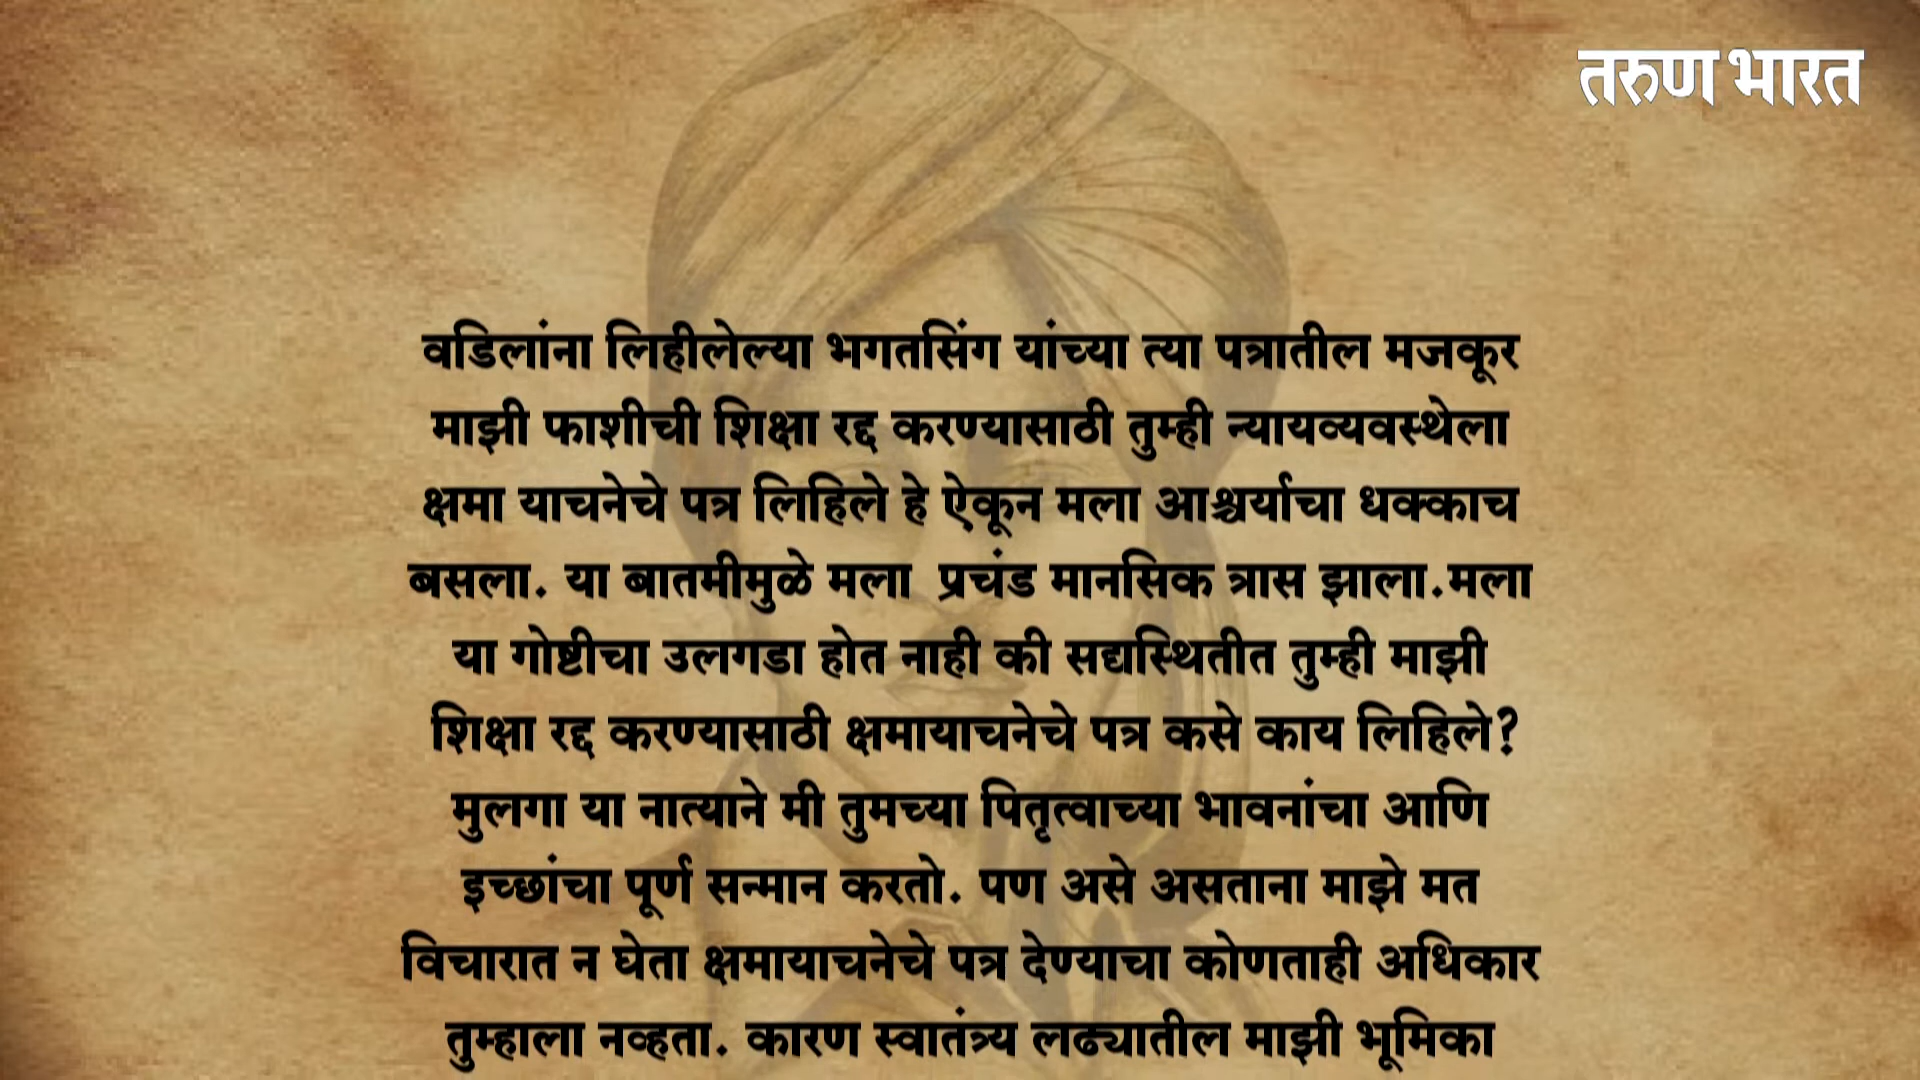 तरुण भारत
वडिलांना लिहीलेल्या भगतसिंग यांच्या त्या पत्रातील मजकूर
माझी फाशीची शिक्षा रद्द करण्यासाठी तुम्ही न्यायव्यवस्थेला
क्षमा याचनेचे पत्र लिहिले हे ऐकून मला आश्चर्याचा धक्काच
बसला. या बातमीमुळे मला प्रचंड मानसिक त्रास झाला.मला
या गोष्टीचा उलगडा होत नाही की सद्यस्थितीत तुम्ही माझी
शिक्षा रद्द करण्यासाठी क्षमायाचनेचे पत्र कसे काय लिहिले?
मुलगा या नात्याने मी तुमच्या पितृत्वाच्या भावनांचा आणि
इच्छांचा पूर्ण सन्मान करतो. पण असे असताना माझे मत
विचारात न घेता क्षमायाचनेचे पत्र देण्याचा कोणताही अधिकार
तुम्हाला नव्हता. कारण स्वातंत्र्य लढ्यातील माझी भूमिका